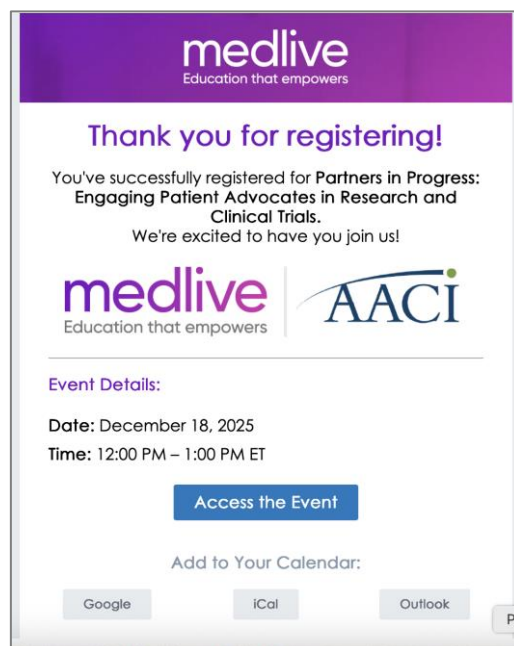 medlive
Education that empowers
Thank you for registering!
You've successfully registered for Partners in Progress:
Engaging Patient Advocates in Research and
Clinical Trials.
We're excited to have you join us!
medlive
Education that empowers
AACI
Event Details:
Date: December 18, 2025
Time: 12:00 PM – 1:00 PM ET
Access the Event
Add to Your Calendar:
Google
iCal
Outlook
P